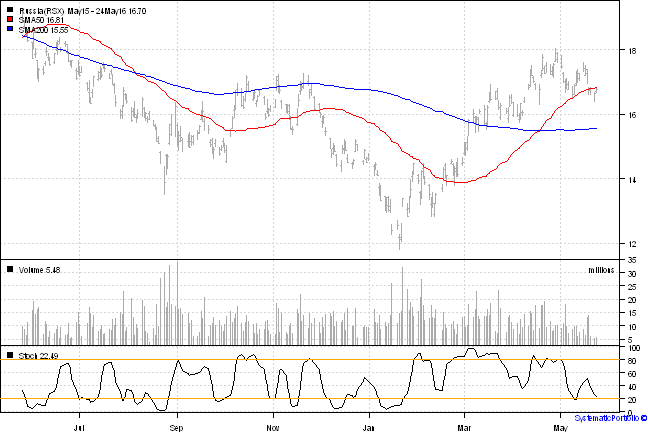 Russia(RSX) May15 - 24May16 16.70
SMA50 16.81
SMA200 15.55
18
16
14
12
35
Volume 5.48
millions
30
25
20
15
10
5
100
Stoch 22.49
80
60
40
20
0
Jul
Sep
Nov
Jan
Mar
May
SystematicPortfolio ©